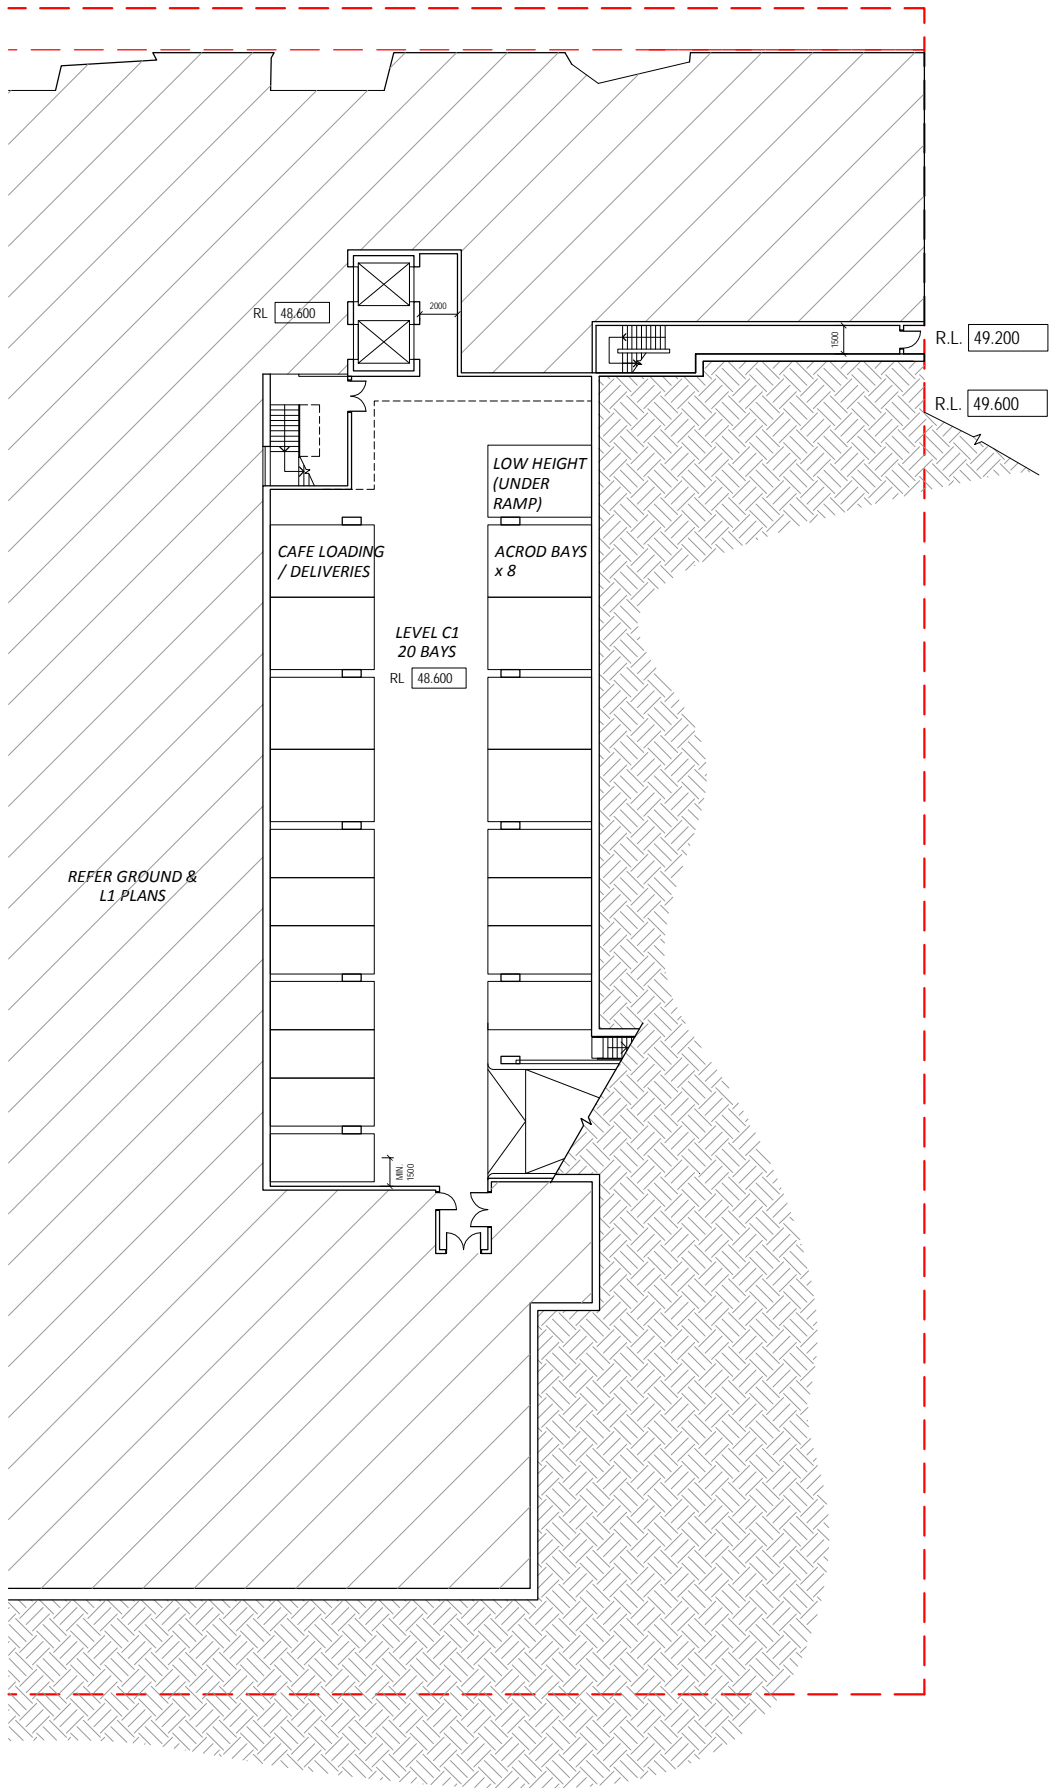 RL 48.600
2000
1500
R.L. 49.200
R.L. 49.600
LOW HEIGHT
(UNDER
RAMP)
CAFE LOADING
/ DELIVERIES
ACROD BAYS
x 8
LEVEL C1
20 BAYS
RL 48.600
REFER GROUND &
L1 PLANS
MIN.
1500